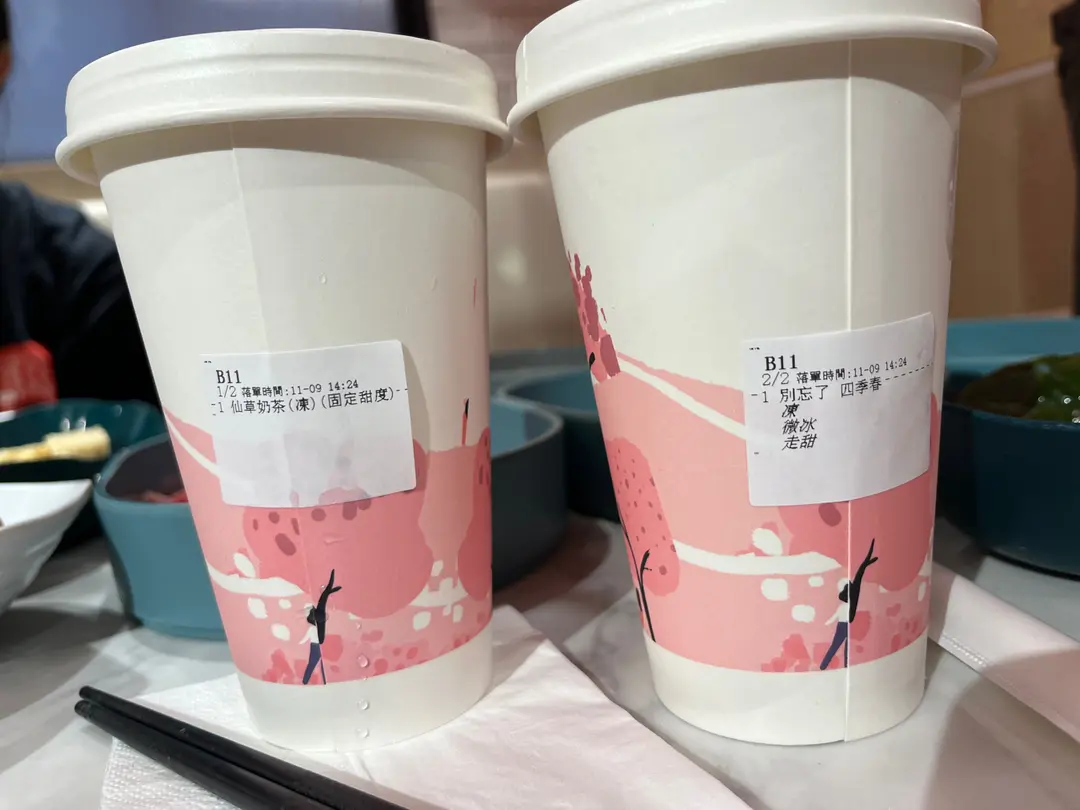 B11
1/2 落單時間:11-09 14:24
1 仙草奶茶(凍)(固定甜度)
B11
2/2 落單時間:11-09 14:24
1 別忘了 四季春
凍
微冰
走甜